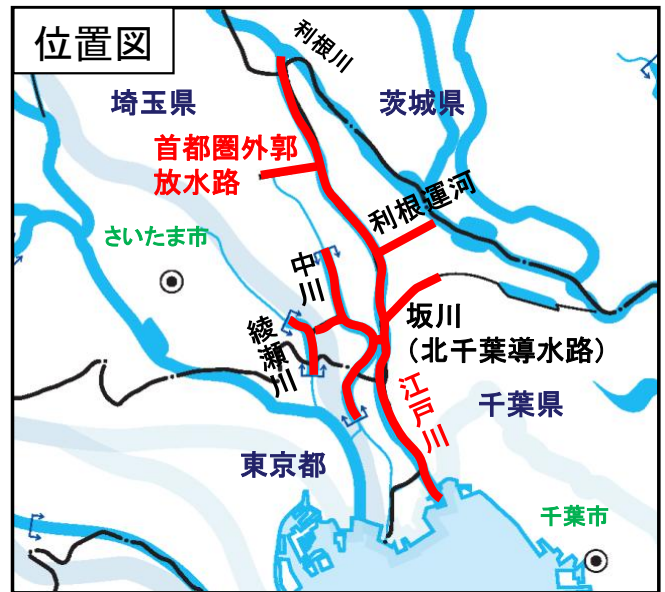 位置図
利根川
埼玉県
茨城県
首都圏外郭
放水路
利根運河
さいたま市
中川
綾瀬川
坂川
（北千葉導水路）
江戸川
千葉県
東京都
千葉市